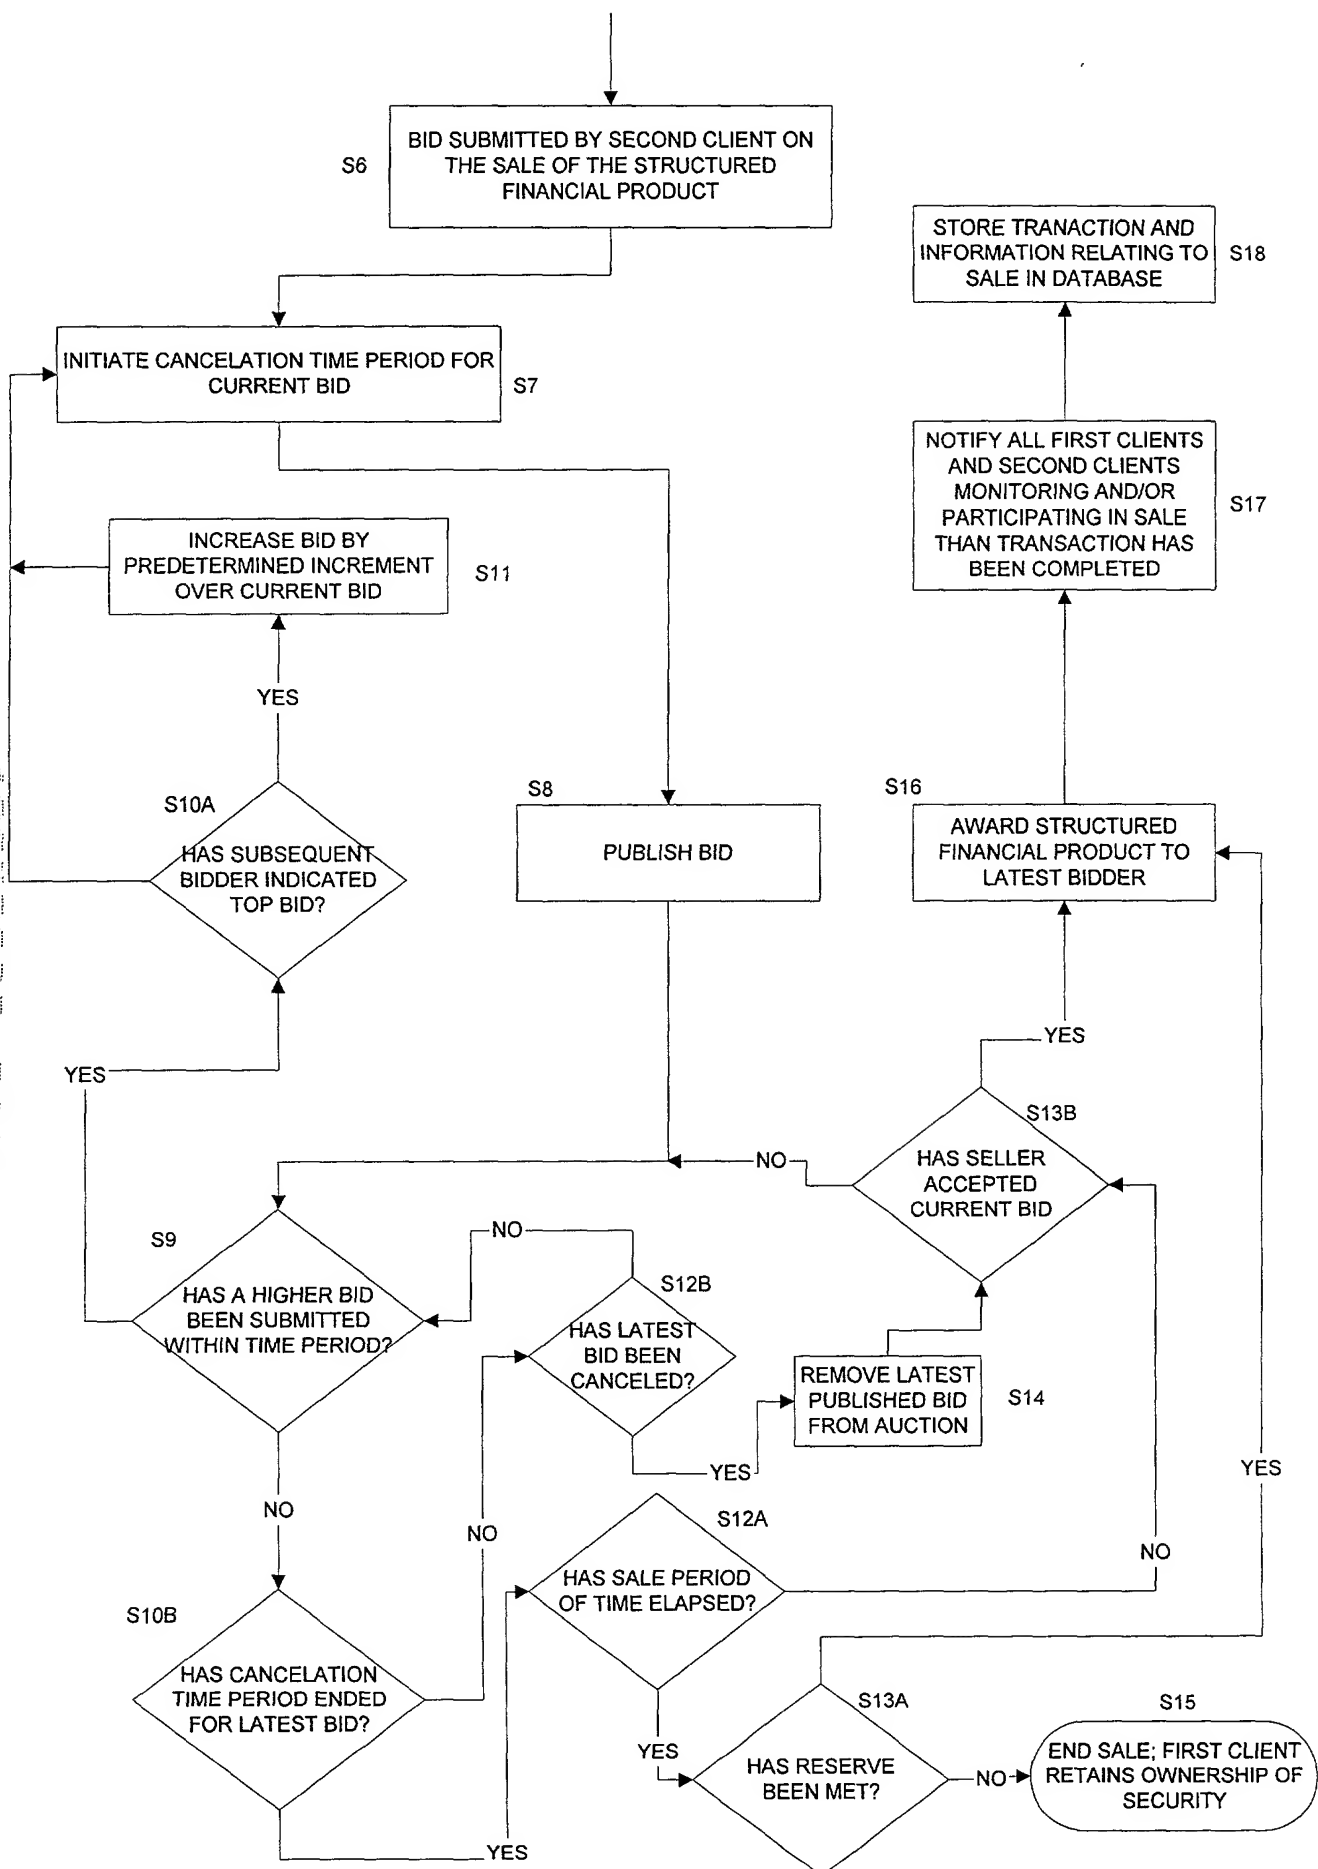 S6
BID SUBMITTED BY SECOND CLIENT ON
THE SALE OF THE STRUCTURED
FINANCIAL PRODUCT
STORE TRANACTION AND
INFORMATION RELATING TO
SALE IN DATABASE
S18
INITIATE CANCELATION TIME PERIOD FOR
CURRENT BID
S7
NOTIFY ALL FIRST CLIENTS
AND SECOND CLIENTS
MONITORING AND/OR
PARTICIPATING IN SALE
THAN TRANSACTION HAS
BEEN COMPLETED
S17
INCREASE BID BY
PREDETERMINED INCREMENT
OVER CURRENT BID
S11
YES
S10A
HAS SUBSEQUENT
BIDDER INDICATED
TOP BID?
S8
PUBLISH BID
S16
AWARD STRUCTURED
FINANCIAL PRODUCT TO
LATEST BIDDER
YES
YES
S13B
HAS SELLER
ACCEPTED
CURRENT BID
NO
S9
HAS A HIGHER BID
BEEN SUBMITTED
WITHIN TIME PERIOD?
NO
S12B
HAS LATEST
BID BEEN
CANCELED?
REMOVE LATEST
PUBLISHED BID
FROM AUCTION
S14
YES
YES
NO
NO
S12A
HAS SALE PERIOD
OF TIME ELAPSED?
NO
S10B
HAS CANCELATION
TIME PERIOD ENDED
FOR LATEST BID?
YES
YES
S13A
HAS RESERVE
BEEN MET?
NO
S15
END SALE; FIRST CLIENT
RETAINS OWNERSHIP OF
SECURITY